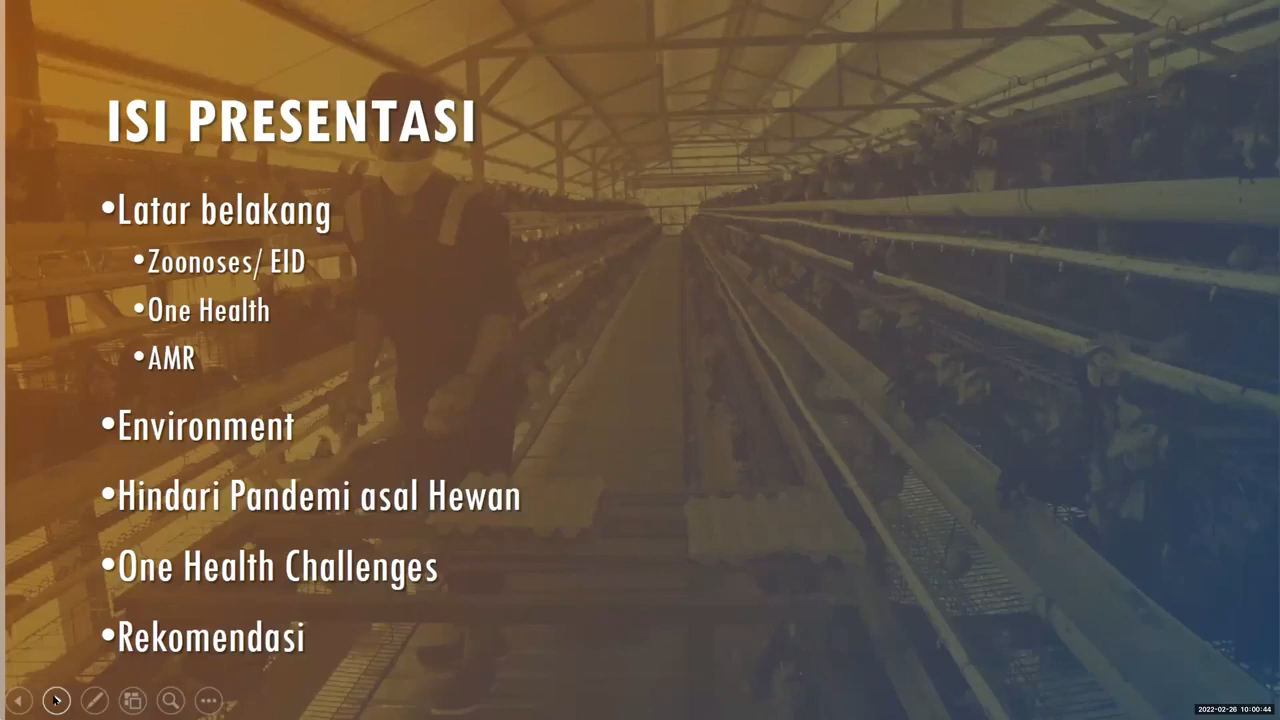 ISI PRESENTASI
•Latar belakang
•Zoonoses/ EID
•One Health
•AMR
•Environment
•Hindari Pandemi asal Hewan
•One Health Challenges
•Rekomendasi
2022-02-26 10:00:44